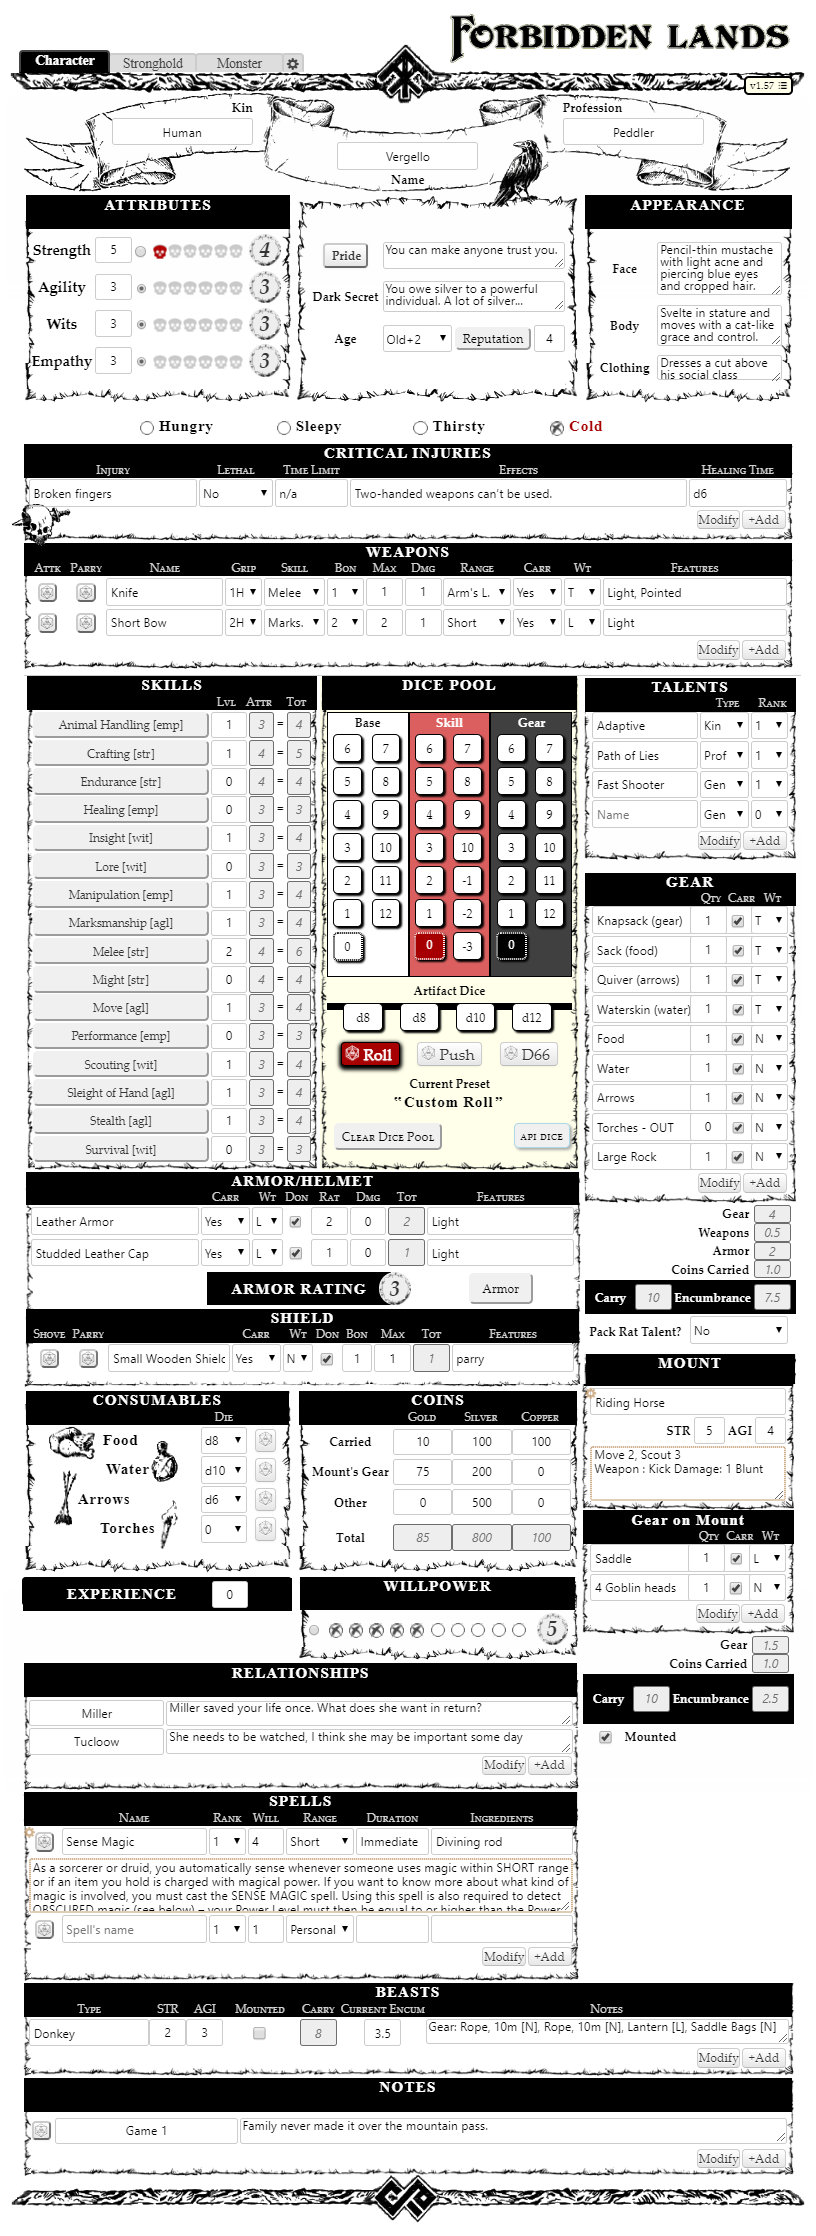 FORBIDDEN LANDS
Character Stronghold Monster
v1.57
Kin Profession
Human Peddler
Vergello
Name
ATTRIBUTES
Strength 5 4
Agility 3 3
Wits 3 3
Empathy 3 3
Pride You can make anyone trust you.
Dark Secret You owe silver to a powerful
individual. A lot of silver...
Age Old+2 Reputation 4
APPEARANCE
Face Pencil-thin mustache
with light acne and
piercing blue eyes
and cropped hair.
Body Svelte in stature and
moves with a cat-like
grace and control.
Clothing Dresses a cut above
his social class
Hungry Sleepy Thirsty Cold
CRITICAL INJURIES
INJURY LETHAL TIME LIMIT EFFECTS HEALING TIME
Broken fingers No n/a Two-handed weapons can't be used. d6
Modify +Add
WEAPONS
ATTK PARRY NAME GRIP SKILL BON MAX DMG RANGE CARR WT FEATURES
Knife 1H Melee 1 1 1 Arm's L. Yes T Light, Pointed
Short Bow 2H Marks. 2 2 1 Short Yes L Light
Modify +Add
SKILLS
LVL ATTR TOT
Animal Handling [emp] 1 3 = 4
Crafting [str] 1 4 = 5
Endurance [str] 0 4 = 4
Healing [emp] 0 3 = 3
Insight [wit] 1 3 = 4
Lore [wit] 0 3 = 3
Manipulation [emp] 1 3 = 4
Marksmanship [agl] 1 3 = 4
Melee [str] 2 4 = 6
Might [str] 0 4 = 4
Move [agl] 1 3 = 4
Performance [emp] 0 3 = 3
Scouting [wit] 1 3 = 4
Sleight of Hand [agl] 1 3 = 4
Stealth [agl] 1 3 = 4
Survival [wit] 0 3 = 3
DICE POOL
Base Skill Gear
6 7 6 7 6 7
5 8 5 8 5 8
4 9 4 9 4 9
3 10 3 10 3 10
2 11 2 -1 2 11
1 12 1 -2 1 12
0 0 -3 0
Artifact Dice
d8 d8 d10 d12
Roll Push D66
Current Preset
"Custom Roll"
CLEAR DICE POOL API DICE
TALENTS
TYPE RANK
Adaptive Kin 1
Path of Lies Prof 1
Fast Shooter Gen 1
Name Gen 0
Modify +Add
GEAR
QTY CARR WT
Knapsack (gear) 1 T
Sack (food) 1 T
Quiver (arrows) 1 T
Waterskin (water) 1 T
Food 1 N
Water 1 N
Arrows 1 N
Torches - OUT 0 N
Large Rock 1 N
Modify +Add
Gear 4
Weapons 0.5
Armor 2
Coins Carried 1.0
Carry 10 Encumbrance 7.5
Pack Rat Talent? No
ARMOR/HELMET
CARR WT DON RAT DMG TOT FEATURES
Leather Armor Yes L 2 0 2 Light
Studded Leather Cap Yes L 1 0 1 Light
ARMOR RATING 3 Armor
SHIELD
SHOVE PARRY CARR WT DON BON MAX TOT FEATURES
Small Wooden Shield Yes N 1 1 1 parry
MOUNT
Riding Horse
STR 5 AGI 4
Move 2, Scout 3
Weapon : Kick Damage: 1 Blunt
CONSUMABLES
DIE
Food d8
Water d10
Arrows d6
Torches 0
COINS
GOLD SILVER COPPER
Carried 10 100 100
Mount's Gear 75 200 0
Other 0 500 0
Total 85 800 100
Gear on Mount
QTY CARR WT
Saddle 1 L
4 Goblin heads 1 N
Modify +Add
Gear 1.5
Coins Carried 1.0
Carry 10 Encumbrance 2.5
Mounted
EXPERIENCE 0
WILLPOWER
5
RELATIONSHIPS
Miller Miller saved your life once. What does she want in return?
Tucloow She needs to be watched, I think she may be important some day
Modify +Add
SPELLS
NAME RANK WILL RANGE DURATION INGREDIENTS
Sense Magic 1 4 Short Immediate Divining rod
As a sorcerer or druid, you automatically sense whenever someone uses magic within SHORT range
or if an item you hold is charged with magical power. If you want to know more about what kind of
magic is involved, you must cast the SENSE MAGIC spell. Using this spell is also required to detect
OBSCURED magic (see below) – your Power Level must then be equal to or higher than the Power
Spell's name 1 1 Personal
Modify +Add
BEASTS
TYPE STR AGI MOUNTED CARRY CURRENT ENCUM NOTES
Donkey 2 3 8 3.5 Gear: Rope, 10m [N], Rope, 10m [N], Lantern [L], Saddle Bags [N]
Modify +Add
NOTES
Game 1 Family never made it over the mountain pass.
Modify +Add